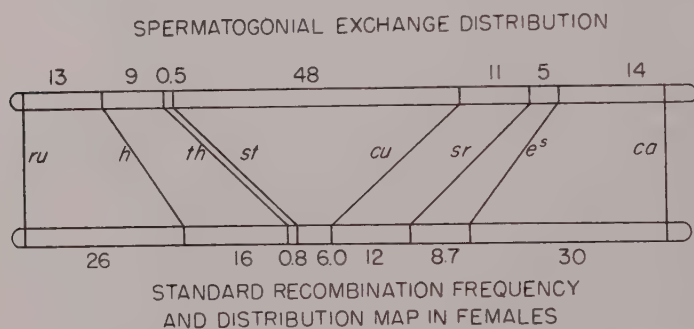 SPERMATOGONIAL EXCHANGE DISTRIBUTION
13 9 0.5 48 11 5 14
ru h th st cu sr e^s ca
26 16 0.8 6.0 12 8.7 30
STANDARD RECOMBINATION FREQUENCY
AND DISTRIBUTION MAP IN FEMALES